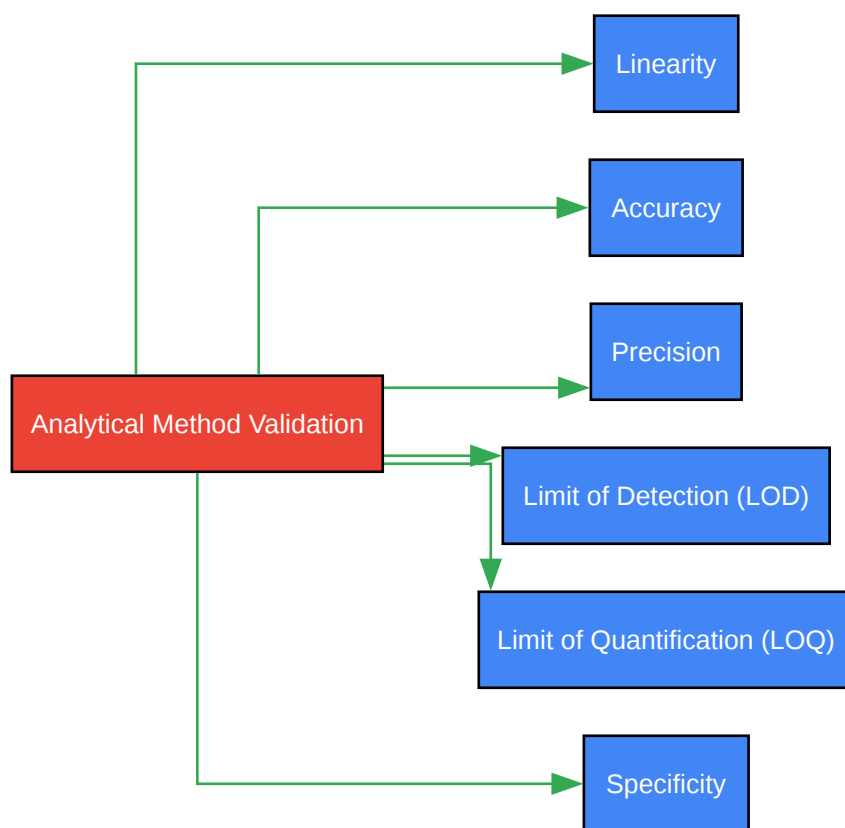 Linearity
Accuracy
Precision
Analytical Method Validation
Limit of Detection (LOD)
Limit of Quantification (LOQ)
Specificity